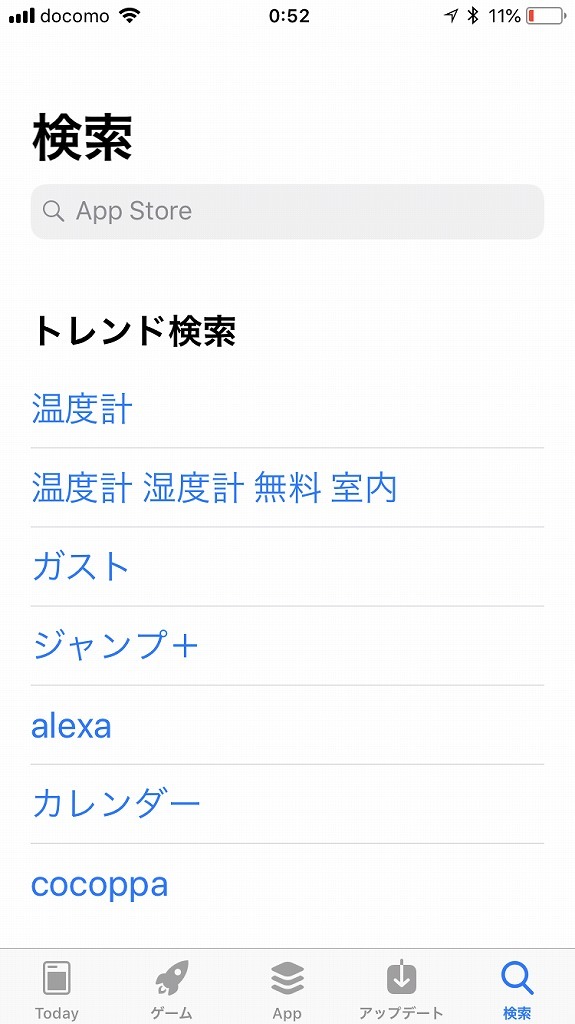 docomo 0:52 11%
検索
App Store
トレンド検索
温度計
温度計 湿度計 無料 室内
ガスト
ジャンプ＋
alexa
カレンダー
cocoppa
Today ゲーム App アップデート 検索